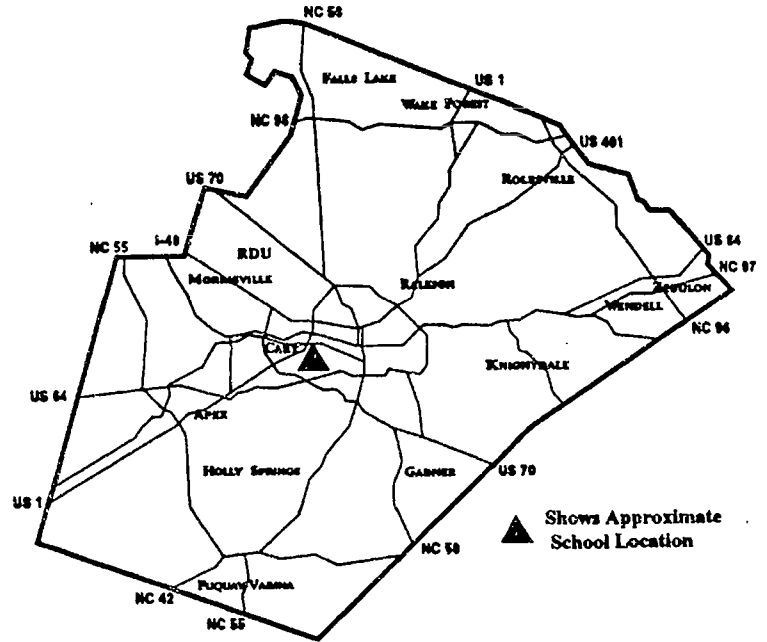 NC 58
FALLS LAKE
US 1
WAKE FOREST
NC 98
US 401
ROLESVILLE
US 70
US 64
NC 55
I-40
RDU
NC 97
MORRISVILLE
RALEIGH
ZEBULON
WENDELL
NC 96
CARY
KNIGHTDALE
US 64
APEX
HOLLY SPRINGS
GARNER
US 70
US 1
Shows Approximate
School Location
NC 50
FUQUAY-VARINA
NC 42
NC 55